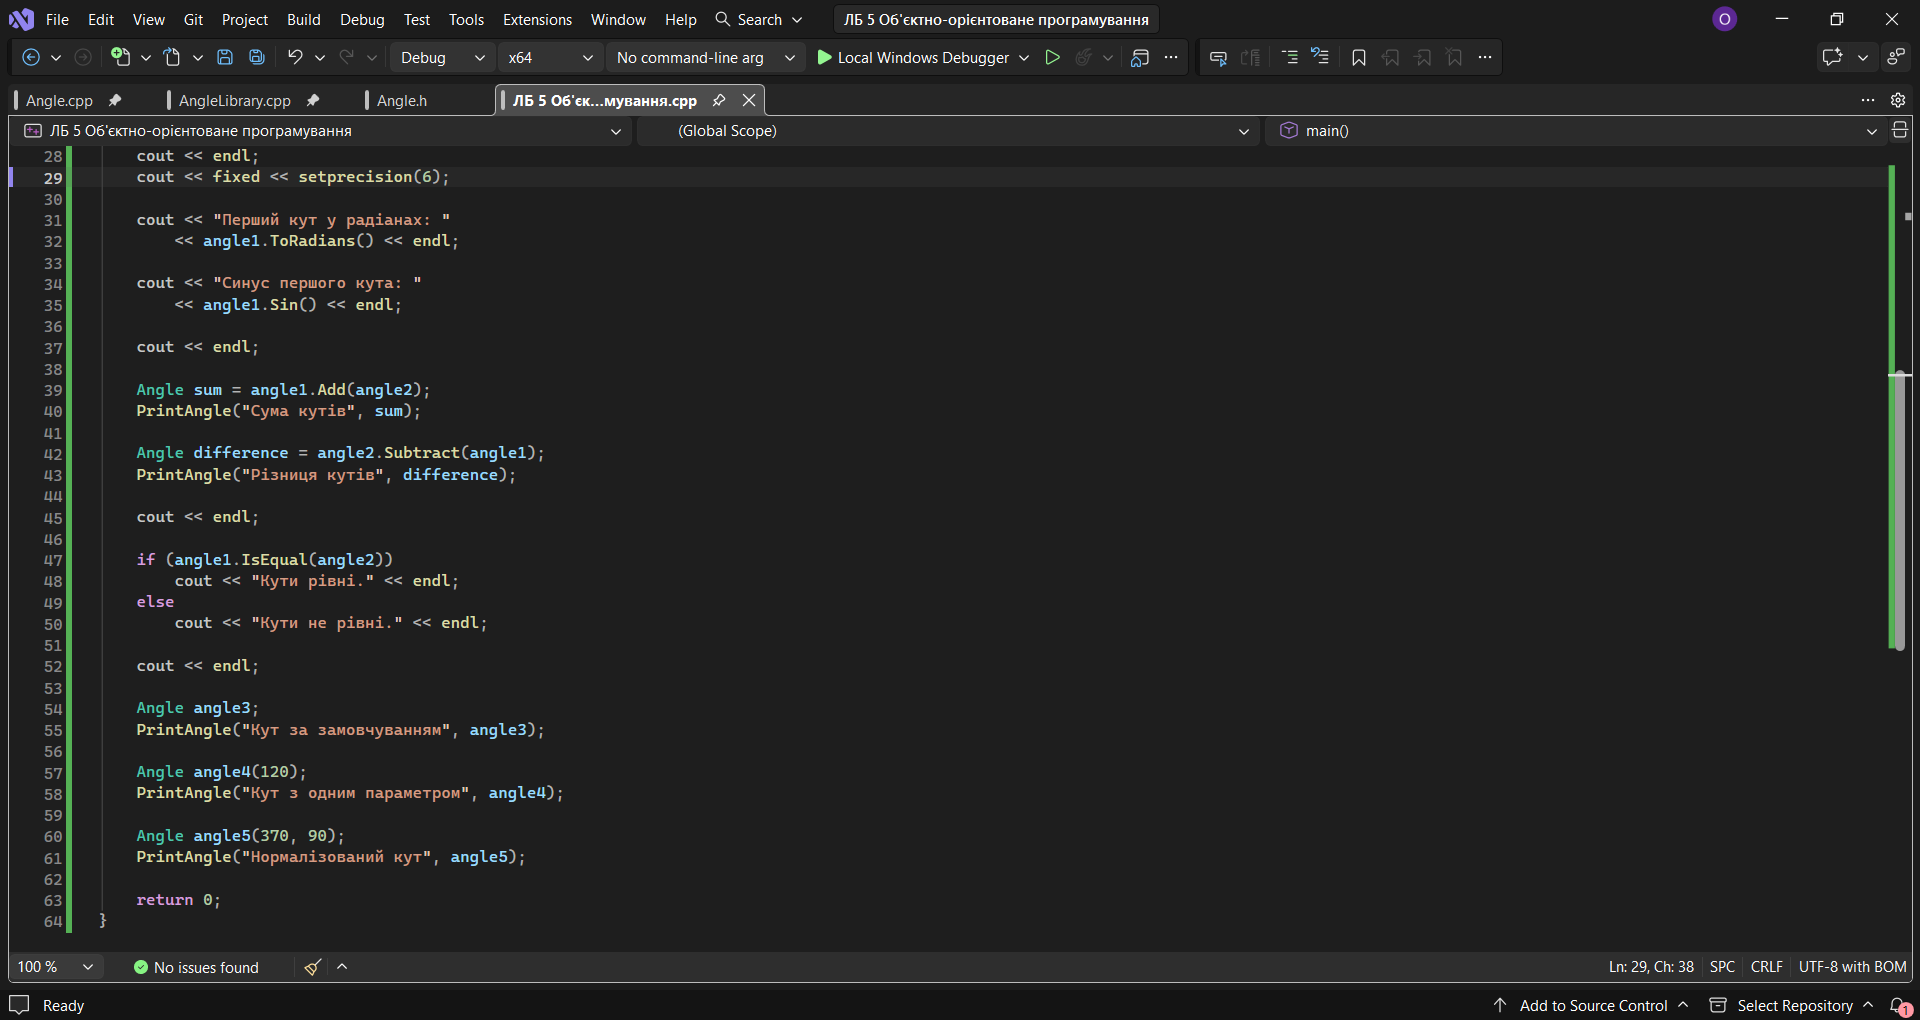 File Edit View Git Project Build Debug Test Tools Extensions Window Help Search ЛБ 5 Об'єктно-орієнтоване програмування O
Debug x64 No command-line arg Local Windows Debugger
Angle.cpp AngleLibrary.cpp Angle.h ЛБ 5 Об'єк...мування.cpp
ЛБ 5 Об'єктно-орієнтоване програмування (Global Scope) main()
28 cout << endl;
29 cout << fixed << setprecision(6);
30
31 cout << "Перший кут у радіанах: "
32 << angle1.ToRadians() << endl;
33
34 cout << "Синус першого кута: "
35 << angle1.Sin() << endl;
36
37 cout << endl;
38
39 Angle sum = angle1.Add(angle2);
40 PrintAngle("Сума кутів", sum);
41
42 Angle difference = angle2.Subtract(angle1);
43 PrintAngle("Різниця кутів", difference);
44
45 cout << endl;
46
47 if (angle1.IsEqual(angle2))
48 cout << "Кути рівні." << endl;
49 else
50 cout << "Кути не рівні." << endl;
51
52 cout << endl;
53
54 Angle angle3;
55 PrintAngle("Кут за замовчуванням", angle3);
56
57 Angle angle4(120);
58 PrintAngle("Кут з одним параметром", angle4);
59
60 Angle angle5(370, 90);
61 PrintAngle("Нормалізований кут", angle5);
62
63 return 0;
64 }
100 % No issues found Ln: 29, Ch: 38 SPC CRLF UTF-8 with BOM
Ready Add to Source Control Select Repository 1